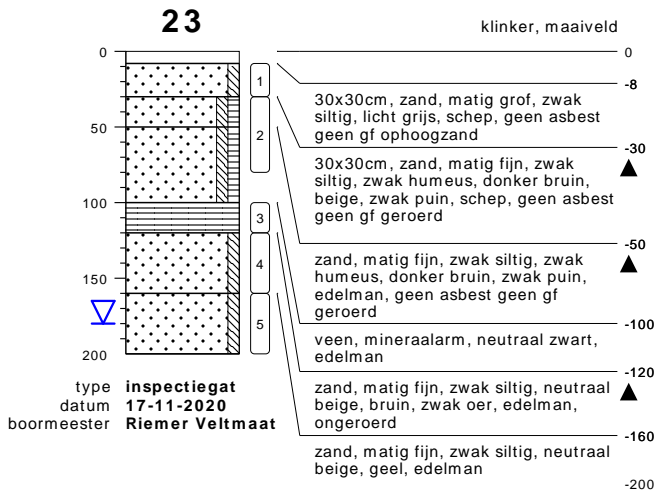 23
klinker, maaiveld
0
0
-8
1
30x30cm, zand, matig grof, zwak
siltig, licht grijs, schep, geen asbest
geen gf ophoogzand
-30
50
2
30x30cm, zand, matig fijn, zwak
siltig, zwak humeus, donker bruin,
beige, zwak puin, schep, geen asbest
geen gf geroerd
-50
100
3
zand, matig fijn, zwak siltig, zwak
humeus, donker bruin, zwak puin,
edelman, geen asbest geen gf
geroerd
-100
150
4
veen, mineraalarm, neutraal zwart,
edelman
-120
200
5
zand, matig fijn, zwak siltig, neutraal
beige, bruin, zwak oer, edelman,
ongeroerd
-160
zand, matig fijn, zwak siltig, neutraal
beige, geel, edelman
-200
type inspectiegat
datum 17-11-2020
boormeester Riemer Veltmaat